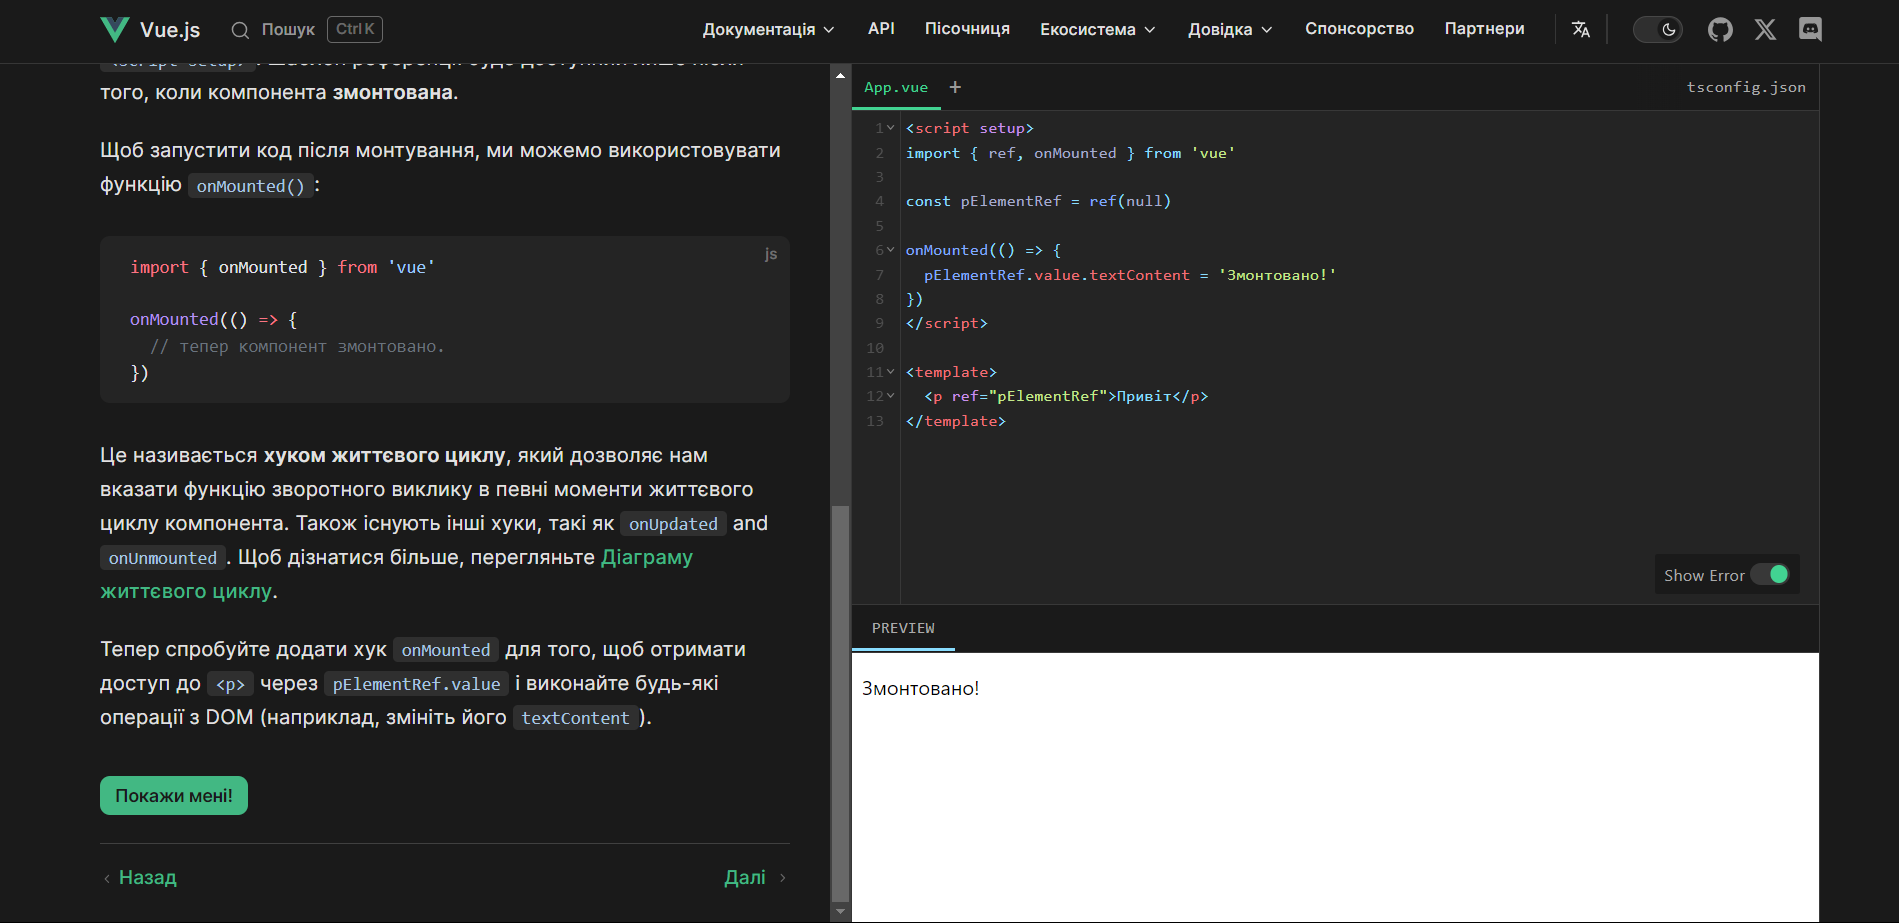 Vue.js
Пошук
Ctrl K
Документація
API
Пісочниця
Екосистема
Довідка
Спонсорство
Партнери
того, коли компонента змонтована.
Щоб запустити код після монтування, ми можемо використовувати
функцію onMounted() :
js
import { onMounted } from 'vue'
onMounted(() => {
// тепер компонент змонтовано.
})
Це називається хуком життєвого циклу, який дозволяє нам
вказати функцію зворотного виклику в певні моменти життєвого
циклу компонента. Також існують інші хуки, такі як onUpdated and
onUnmounted . Щоб дізнатися більше, перегляньте Діаграму
життєвого циклу.
Тепер спробуйте додати хук onMounted для того, щоб отримати
доступ до <p> через pElementRef.value і виконайте будь-які
операції з DOM (наприклад, змініть його textContent ).
Покажи мені!
Назад
Далі
App.vue +
tsconfig.json
1 <script setup>
2 import { ref, onMounted } from 'vue'
3
4 const pElementRef = ref(null)
5
6 onMounted(() => {
7 pElementRef.value.textContent = 'Змонтовано!'
8 })
9 </script>
10
11 <template>
12 <p ref="pElementRef">Привіт</p>
13 </template>
Show Error
PREVIEW
Змонтовано!